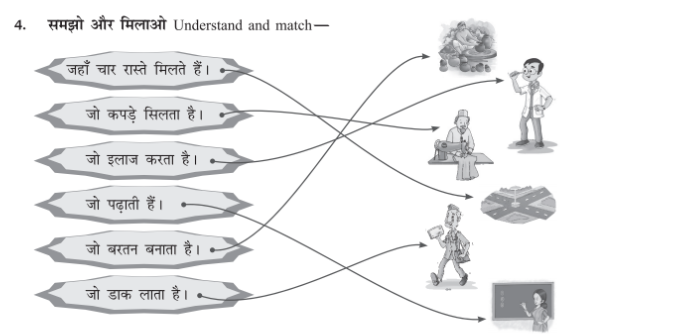 4. समझो और मिलाओ Understand and match—
जहाँ चार रास्ते मिलते हैं।
जो कपड़े सिलता है।
जो इलाज करता है।
जो पढ़ाती हैं।
जो बरतन बनाता है।
जो डाक लाता है।